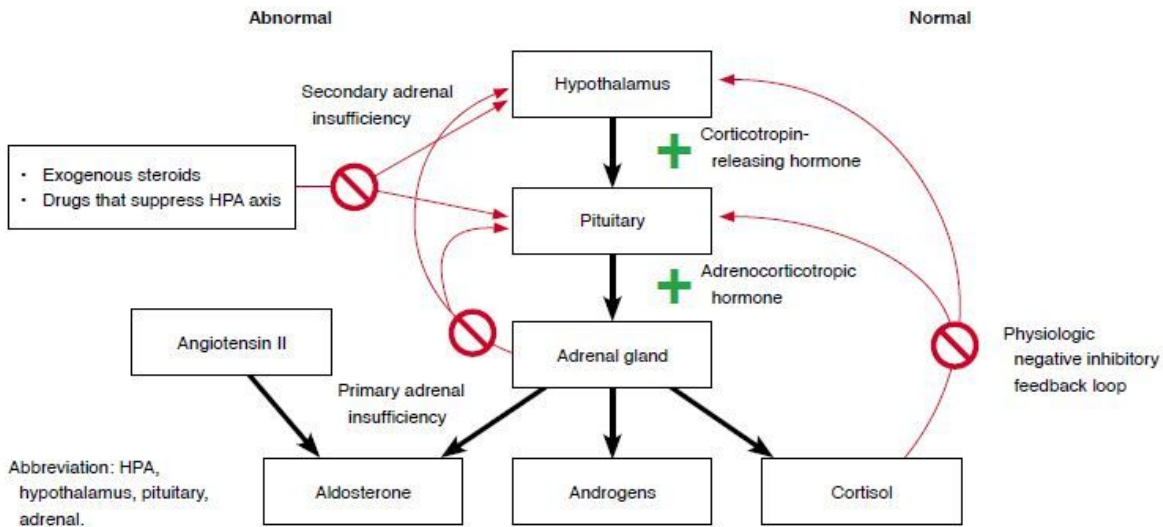 Abnormal
Normal
Hypothalamus
Secondary adrenal
insufficiency
Corticotropin-
releasing hormone
• Exogenous steroids
• Drugs that suppress HPA axis
Pituitary
Adrenocorticotropic
hormone
Angiotensin II
Adrenal gland
Physiologic
negative inhibitory
feedback loop
Primary adrenal
insufficiency
Abbreviation: HPA,
hypothalamus, pituitary,
adrenal.
Aldosterone
Androgens
Cortisol